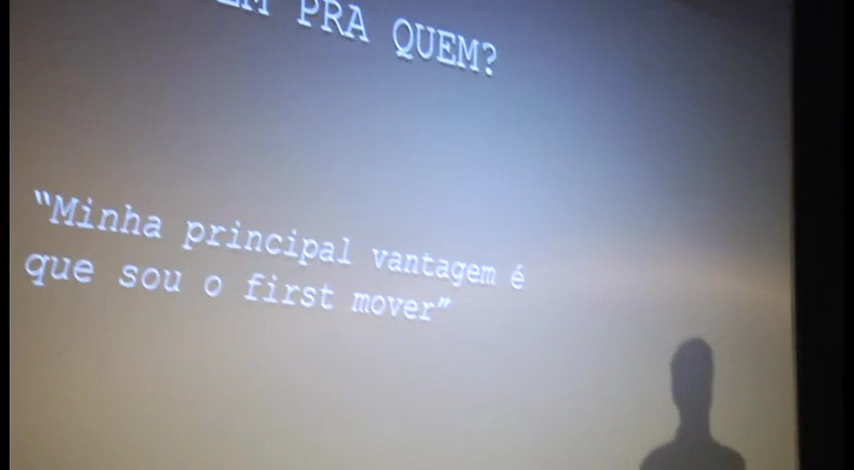 PRA QUEM?
“Minha principal vantagem é
que sou o first mover”